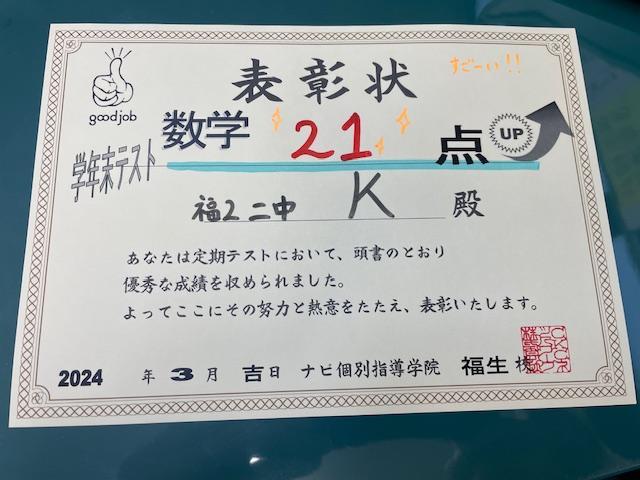 good job
表彰状
すごーい!!
数学 21 点 UP
学年末テスト
福2 二中 K 殿
あなたは定期テストにおいて、頭書のとおり
優秀な成績を収められました。
よってここにその努力と熱意をたたえ、表彰いたします。
2024 年 3月 吉日 ナビ個別指導学院 福生 校